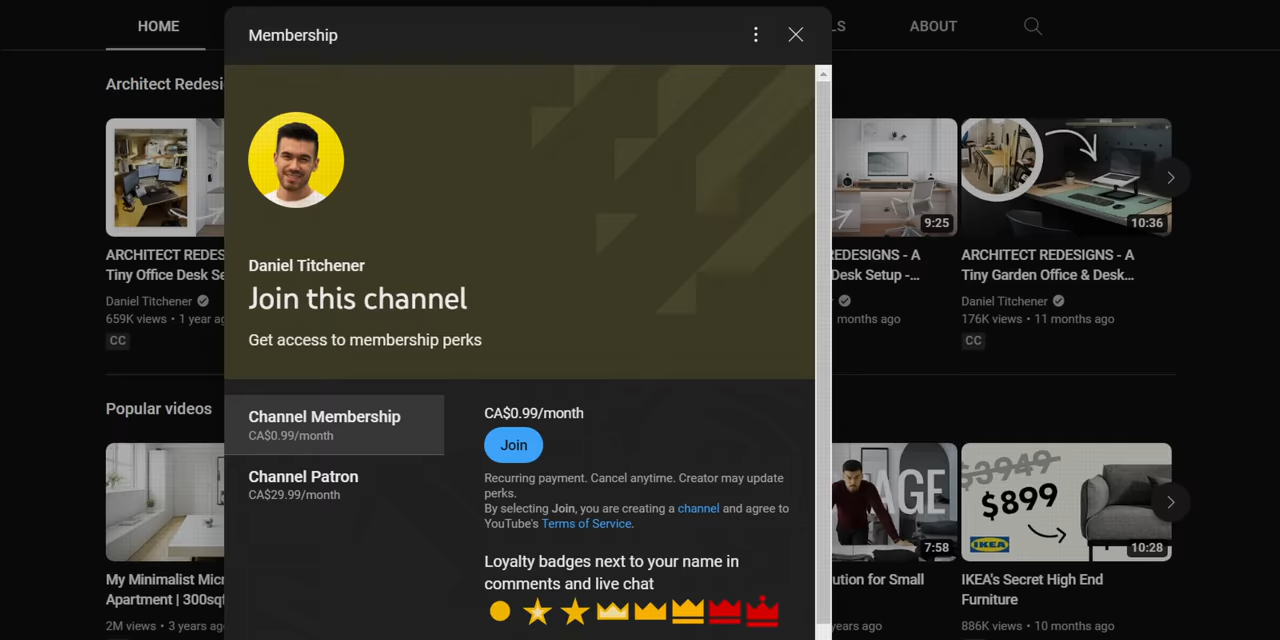 HOME
LS
ABOUT
Membership
Architect Redesi
Daniel Titchener
Join this channel
Get access to membership perks
9:25
10:36
ARCHITECT REDES
Tiny Office Desk Se
Daniel Titchener
659K views • 1 year ag
CC
REDESIGNS - A
Desk Setup -...
months ago
ARCHITECT REDESIGNS - A
Tiny Garden Office & Desk...
Daniel Titchener
176K views • 11 months ago
CC
Channel Membership
CA$0.99/month
Channel Patron
CA$29.99/month
CA$0.99/month
Join
Recurring payment. Cancel anytime. Creator may update
perks.
By selecting Join, you are creating a channel and agree to
YouTube's Terms of Service.
Loyalty badges next to your name in
comments and live chat
Popular videos
My Minimalist Micr
Apartment | 300sqf
2M views • 3 years ag
AGE
7:58
ution for Small
years ago
$3949
$899
IKEA
10:28
IKEA's Secret High End
Furniture
886K views • 10 months ago